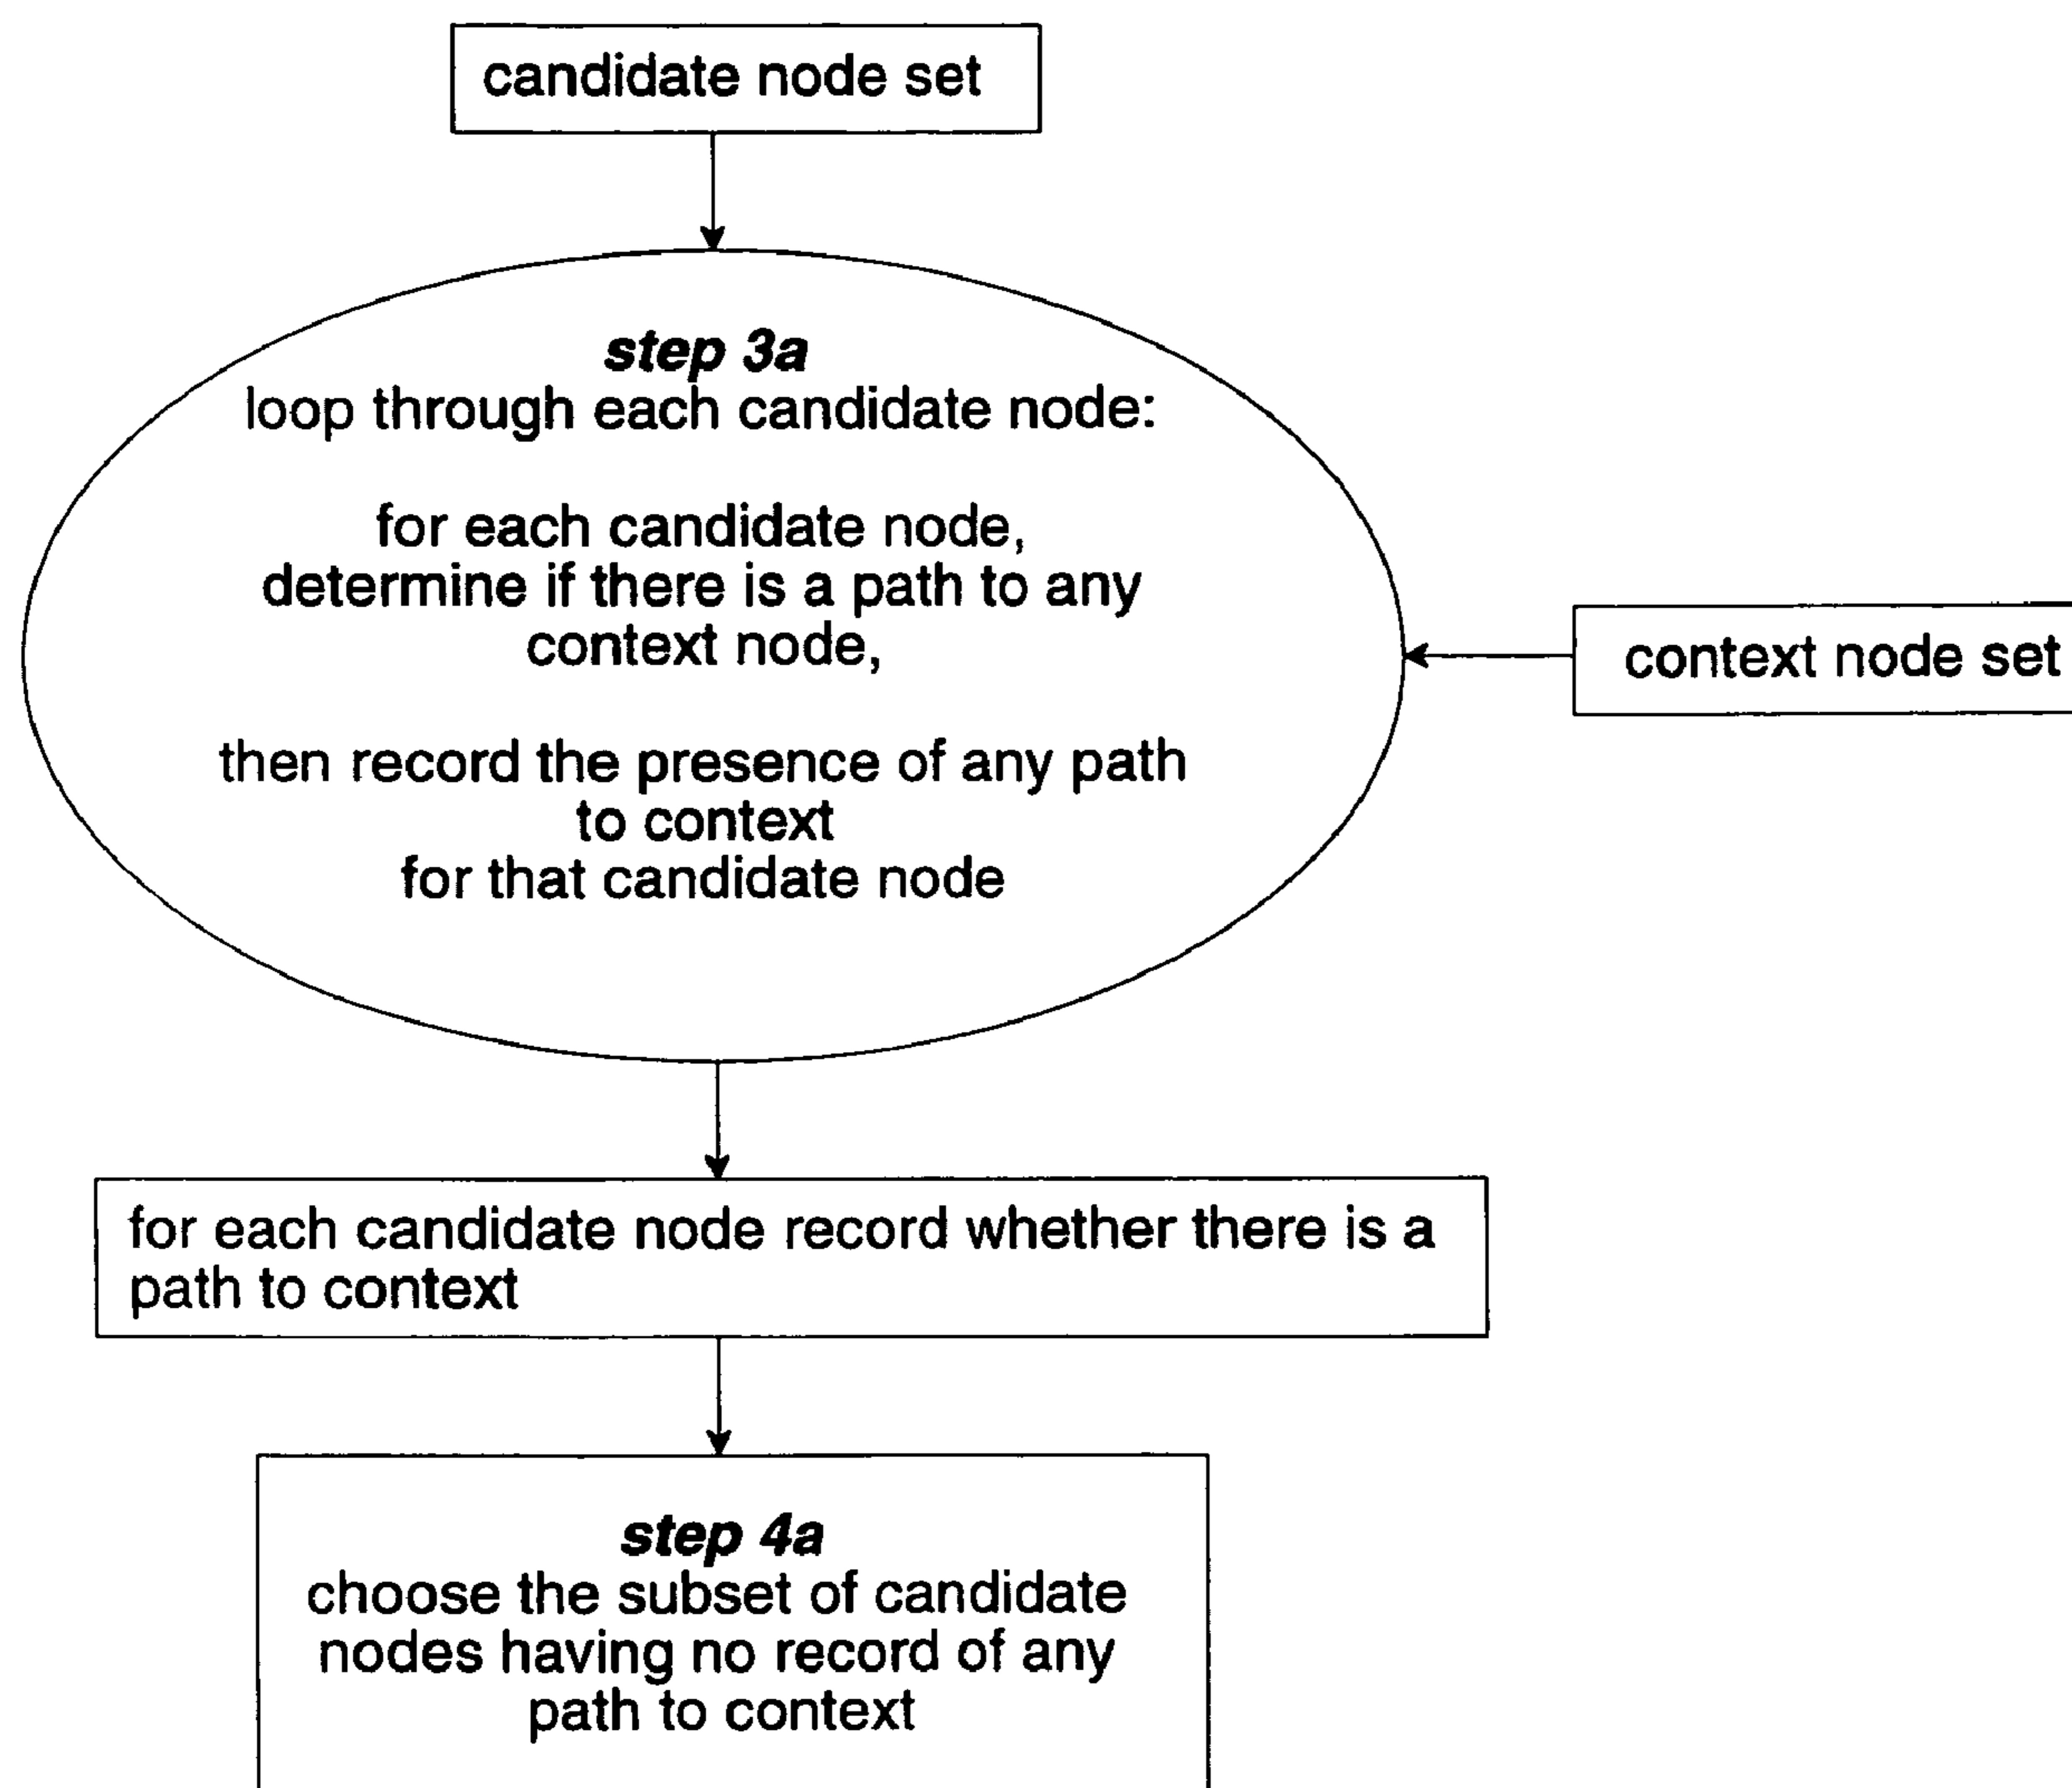 candidate node set
step 3a
loop through each candidate node:
for each candidate node,
determine if there is a path to any
context node,
then record the presence of any path
to context
for that candidate node
context node set
for each candidate node record whether there is a
path to context
step 4a
choose the subset of candidate
nodes having no record of any
path to context